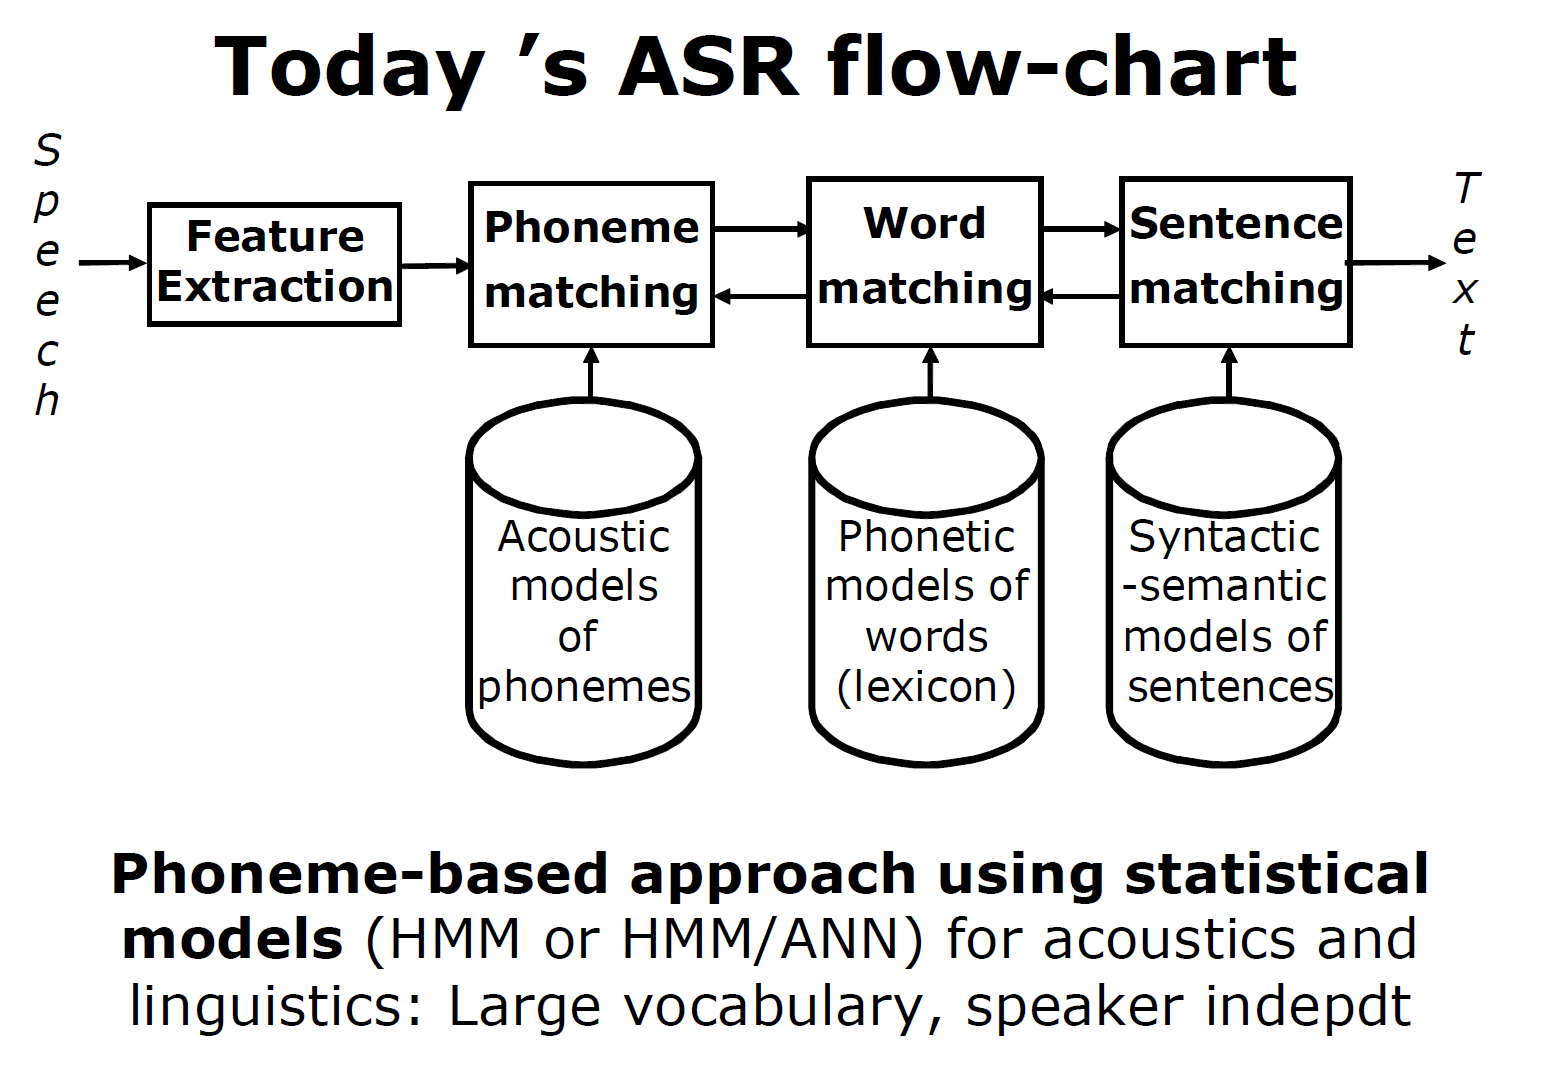 Today ’s ASR flow-chart
Speech
Feature
Extraction
Phoneme
matching
Word
matching
Sentence
matching
Text
Acoustic
models
of
phonemes
Phonetic
models of
words
(lexicon)
Syntactic
-semantic
models of
sentences
Phoneme-based approach using statistical
models (HMM or HMM/ANN) for acoustics and
linguistics: Large vocabulary, speaker indepdt